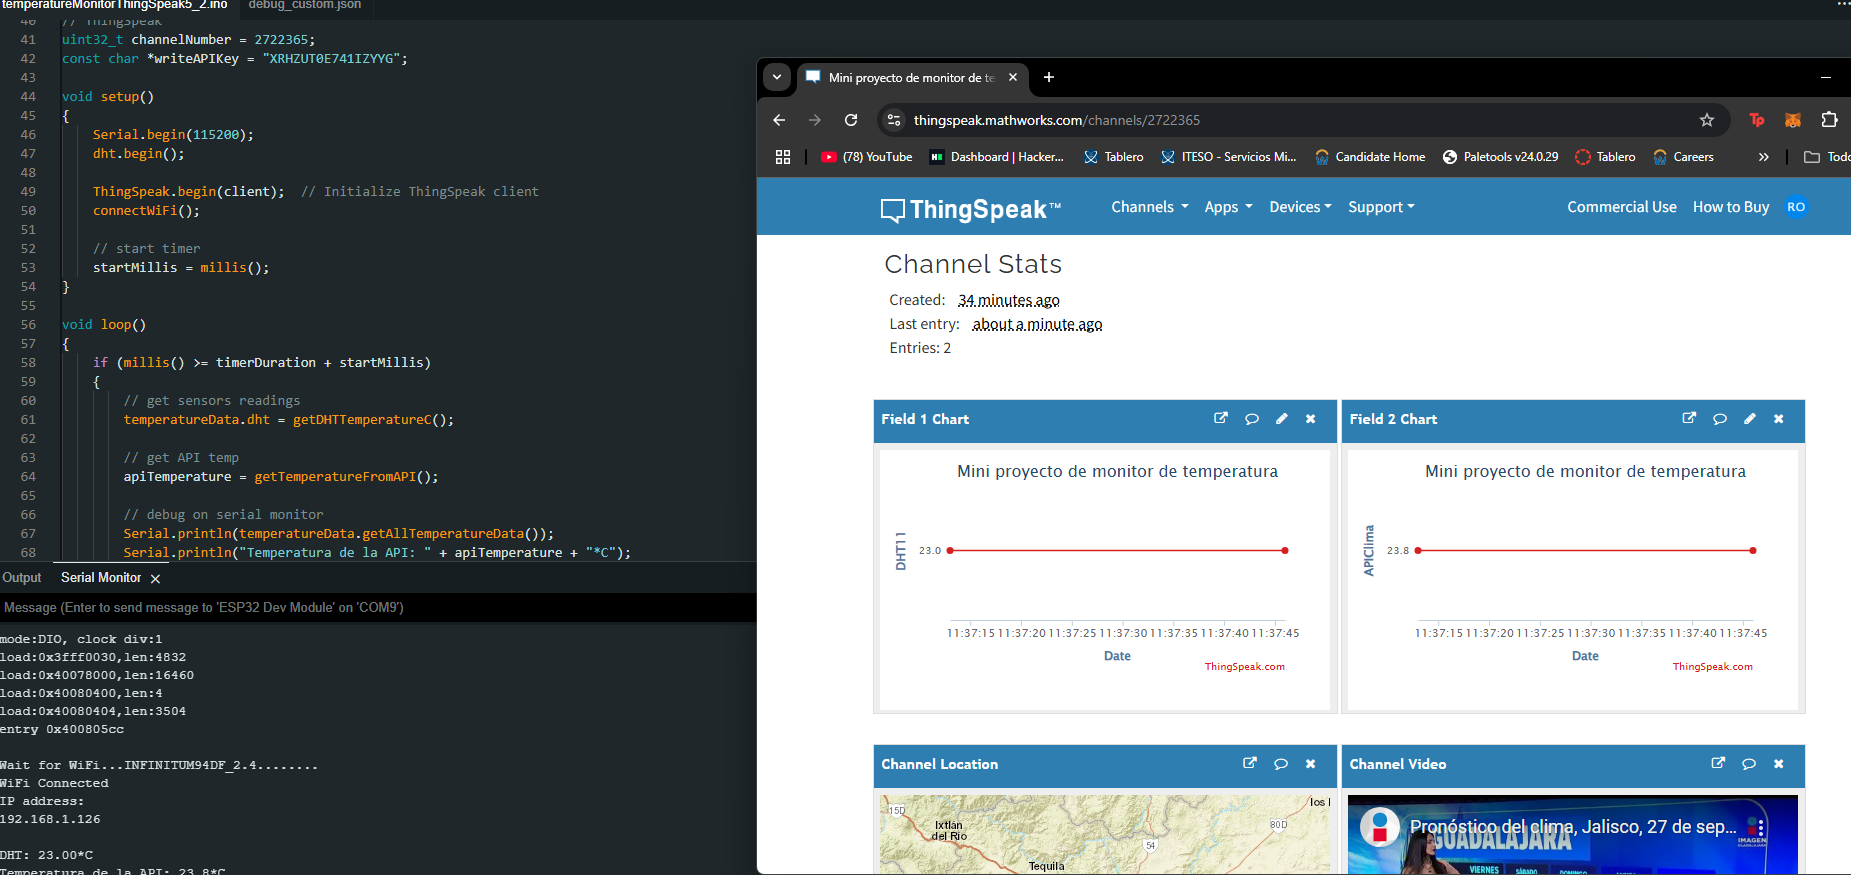 temperatureMonitorThingSpeak5_2.ino
debug_custom.json
40 // ThingSpeak
41 uint32_t channelNumber = 2722365;
42 const char *writeAPIKey = "XRHZUT0E741IZYYG";
43
44 void setup()
45 {
46 Serial.begin(115200);
47 dht.begin();
48
49 ThingSpeak.begin(client);  // Initialize ThingSpeak client
50 connectWiFi();
51
52 // start timer
53 startMillis = millis();
54 }
55
56 void loop()
57 {
58 if (millis() >= timerDuration + startMillis)
59 {
60 // get sensors readings
61 temperatureData.dht = getDHTTemperatureC();
62
63 // get API temp
64 apiTemperature = getTemperatureFromAPI();
65
66 // debug on serial monitor
67 Serial.println(temperatureData.getAllTemperatureData());
68 Serial.println("Temperatura de la API: " + apiTemperature + "*C");
Output
Serial Monitor
Message (Enter to send message to 'ESP32 Dev Module' on 'COM9')
mode:DIO, clock div:1
load:0x3fff0030,len:4832
load:0x40078000,len:16460
load:0x40080400,len:4
load:0x40080404,len:3504
entry 0x400805cc
Wait for WiFi...INFINITUM94DF_2.4........
WiFi Connected
IP address:
192.168.1.126
DHT: 23.00*C
Temperatura de la API: 23.8*C
Mini proyecto de monitor de te
thingspeak.mathworks.com/channels/2722365
Tp
(78) YouTube
Dashboard | Hacker...
Tablero
ITESO - Servicios Mi...
Candidate Home
Paletools v24.0.29
Tablero
Careers
Todo
ThingSpeak™
Channels
Apps
Devices
Support
Commercial Use
How to Buy
RO
Channel Stats
Created: 34 minutes ago
Last entry: about a minute ago
Entries: 2
Field 1 Chart
Mini proyecto de monitor de temperatura
DHT11
23.0
11:37:15 11:37:20 11:37:25 11:37:30 11:37:35 11:37:40 11:37:45
Date
ThingSpeak.com
Field 2 Chart
Mini proyecto de monitor de temperatura
APIClima
23.8
11:37:15 11:37:20 11:37:25 11:37:30 11:37:35 11:37:40 11:37:45
Date
ThingSpeak.com
Channel Location
15D
Ixtlán
del Río
los
80D
54
Tequila
Channel Video
Pronóstico del clima, Jalisco, 27 de sep...
GUADALAJARA
IMAGEN
VIERNES
SÁBADO
DOMINGO